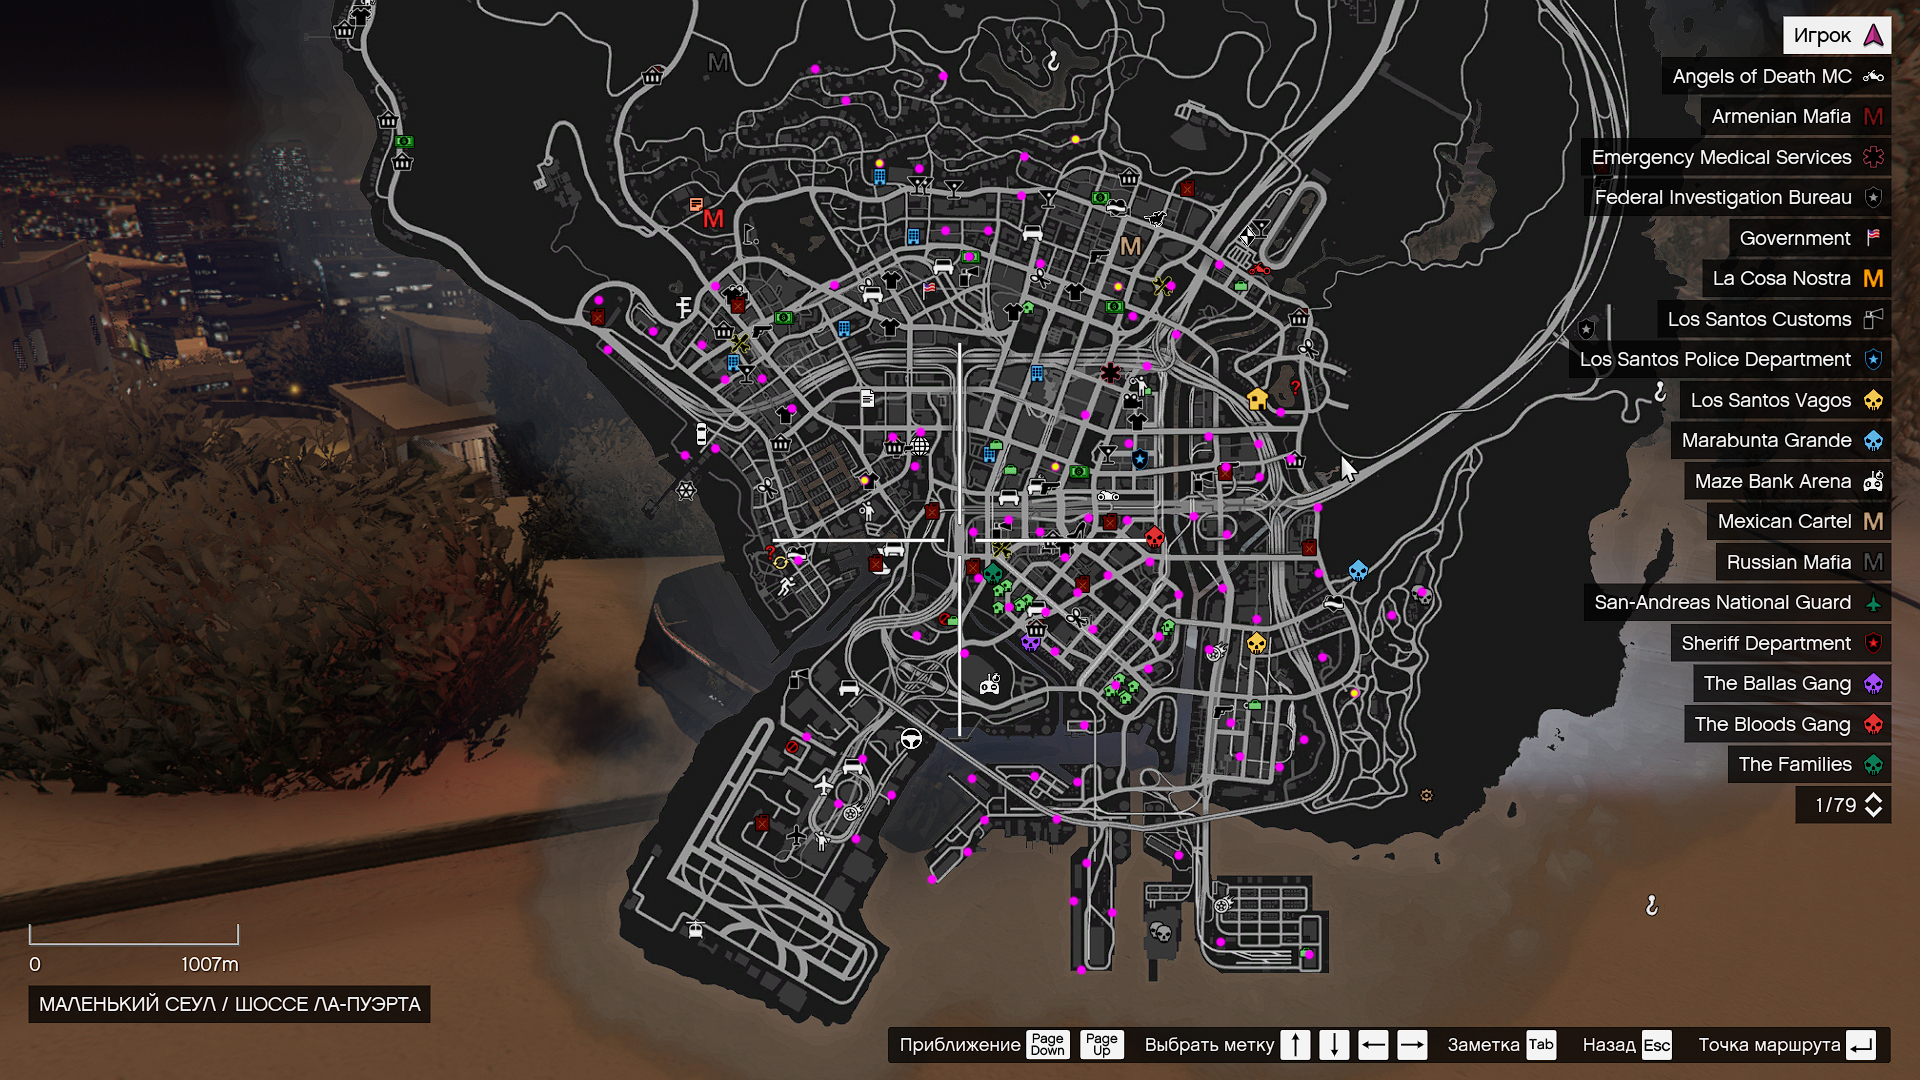 Игрок
Angels of Death MC
Armenian Mafia
Emergency Medical Services
Federal Investigation Bureau
Government
La Cosa Nostra
Los Santos Customs
Los Santos Police Department
Los Santos Vagos
Marabunta Grande
Maze Bank Arena
Mexican Cartel
Russian Mafia
San-Andreas National Guard
Sheriff Department
The Ballas Gang
The Bloods Gang
The Families
1/79
0 1007m
МАЛЕНЬКИЙ СЕУЛ / ШОССЕ ЛА-ПУЭРТА
Приближение Page Down Page Up Выбрать метку ↑ ↓ ← → Заметка Tab Назад Esc Точка маршрута